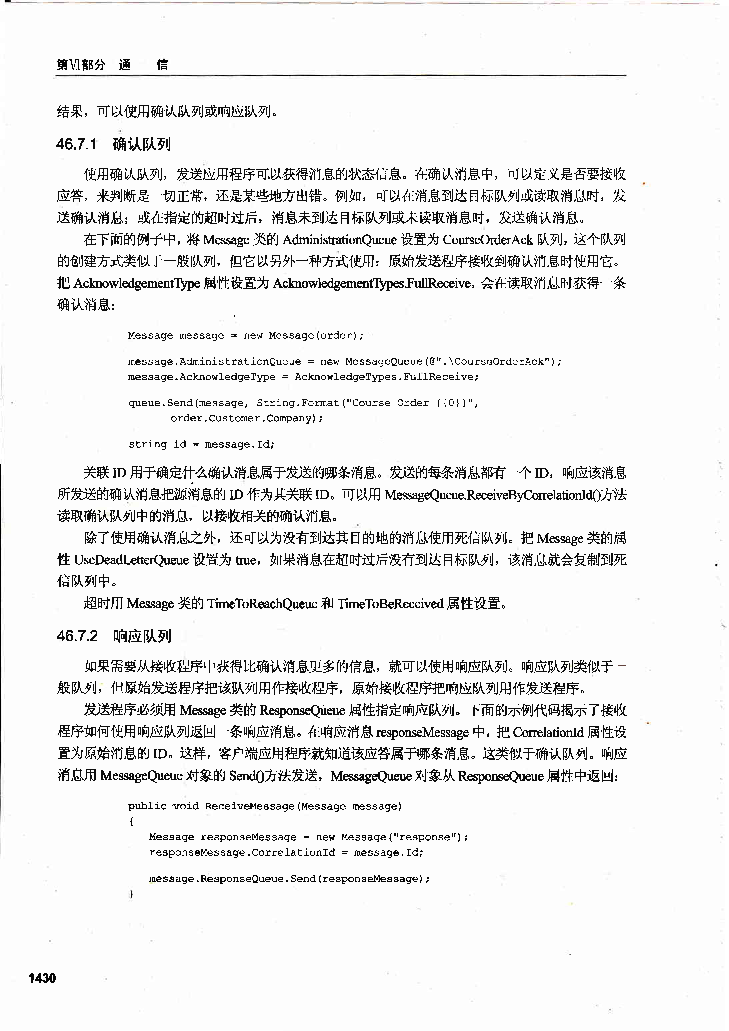 第VI部分 通 信
结果，可以使用确认队列或响应队列。
46.7.1 确认队列
使用确认队列，发送应用程序可以获得消息的状态信息。在确认消息中，可以定义是否要接收
应答，来判断是一切正常，还是某些地方出错。例如，可以在消息到达目标队列或读取消息时，发
送确认消息；或在指定的超时过后，消息未到达目标队列或未读取消息时，发送确认消息。
在下面的例子中，将 Message 类的 AdministrationQueue 设置为 CourseOrderAck 队列，这个队列
的创建方式类似于一般队列，但它以另外一种方式使用：原始发送程序接收到确认消息时使用它。
把 AcknowledgementType 属性设置为 AcknowledgementTypes.FullReceive，会在读取消息时获得一条
确认消息：
Message message = new Message(order);
message.AdministrationQueue = new MessageQueue(@".\CourseOrderAck");
message.AcknowledgeType = AcknowledgeTypes.FullReceive;
queue.Send(message, String.Format("Course Order {{0}}",
order.Customer.Company);
string id = message.Id;
关联 ID 用于确定什么确认消息属于发送的哪条消息。发送的每条消息都有一个 ID，响应该消息
所发送的确认消息把源消息的 ID 作为其关联 ID。可以用 MessageQueue.ReceiveByCorrelationId()方法
读取确认队列中的消息，以接收相关的确认消息。
除了使用确认消息之外，还可以为没有到达其目的地的消息使用死信队列。把 Message 类的属
性 UseDeadLetterQueue 设置为 true，如果消息在超时过后没有到达目标队列，该消息就会复制到死
信队列中。
超时用 Message 类的 TimeToReachQueue 和 TimeToBeReceived 属性设置。
46.7.2 响应队列
如果需要从接收程序中获得比确认消息更多的信息，就可以使用响应队列。响应队列类似于一
般队列，但原始发送程序把该队列用作接收程序，原始接收程序把响应队列用作发送程序。
发送程序必须用 Message 类的 ResponseQueue 属性指定响应队列。下面的示例代码揭示了接收
程序如何使用响应队列返回一条响应消息。在响应消息 responseMessage 中，把 CorrelationId 属性设
置为原始消息的 ID。这样，客户端应用程序就知道该应答属于哪条消息。这类似于确认队列。响应
消息用 MessageQueue 对象的 Send()方法发送，MessageQueue 对象从 ResponseQueue 属性中返回：
public void ReceiveMessage(Message message)
{
Message responseMessage = new Message("response");
responseMessage.CorrelationId = message.Id;
message.ResponseQueue.Send(responseMessage);
}
1430